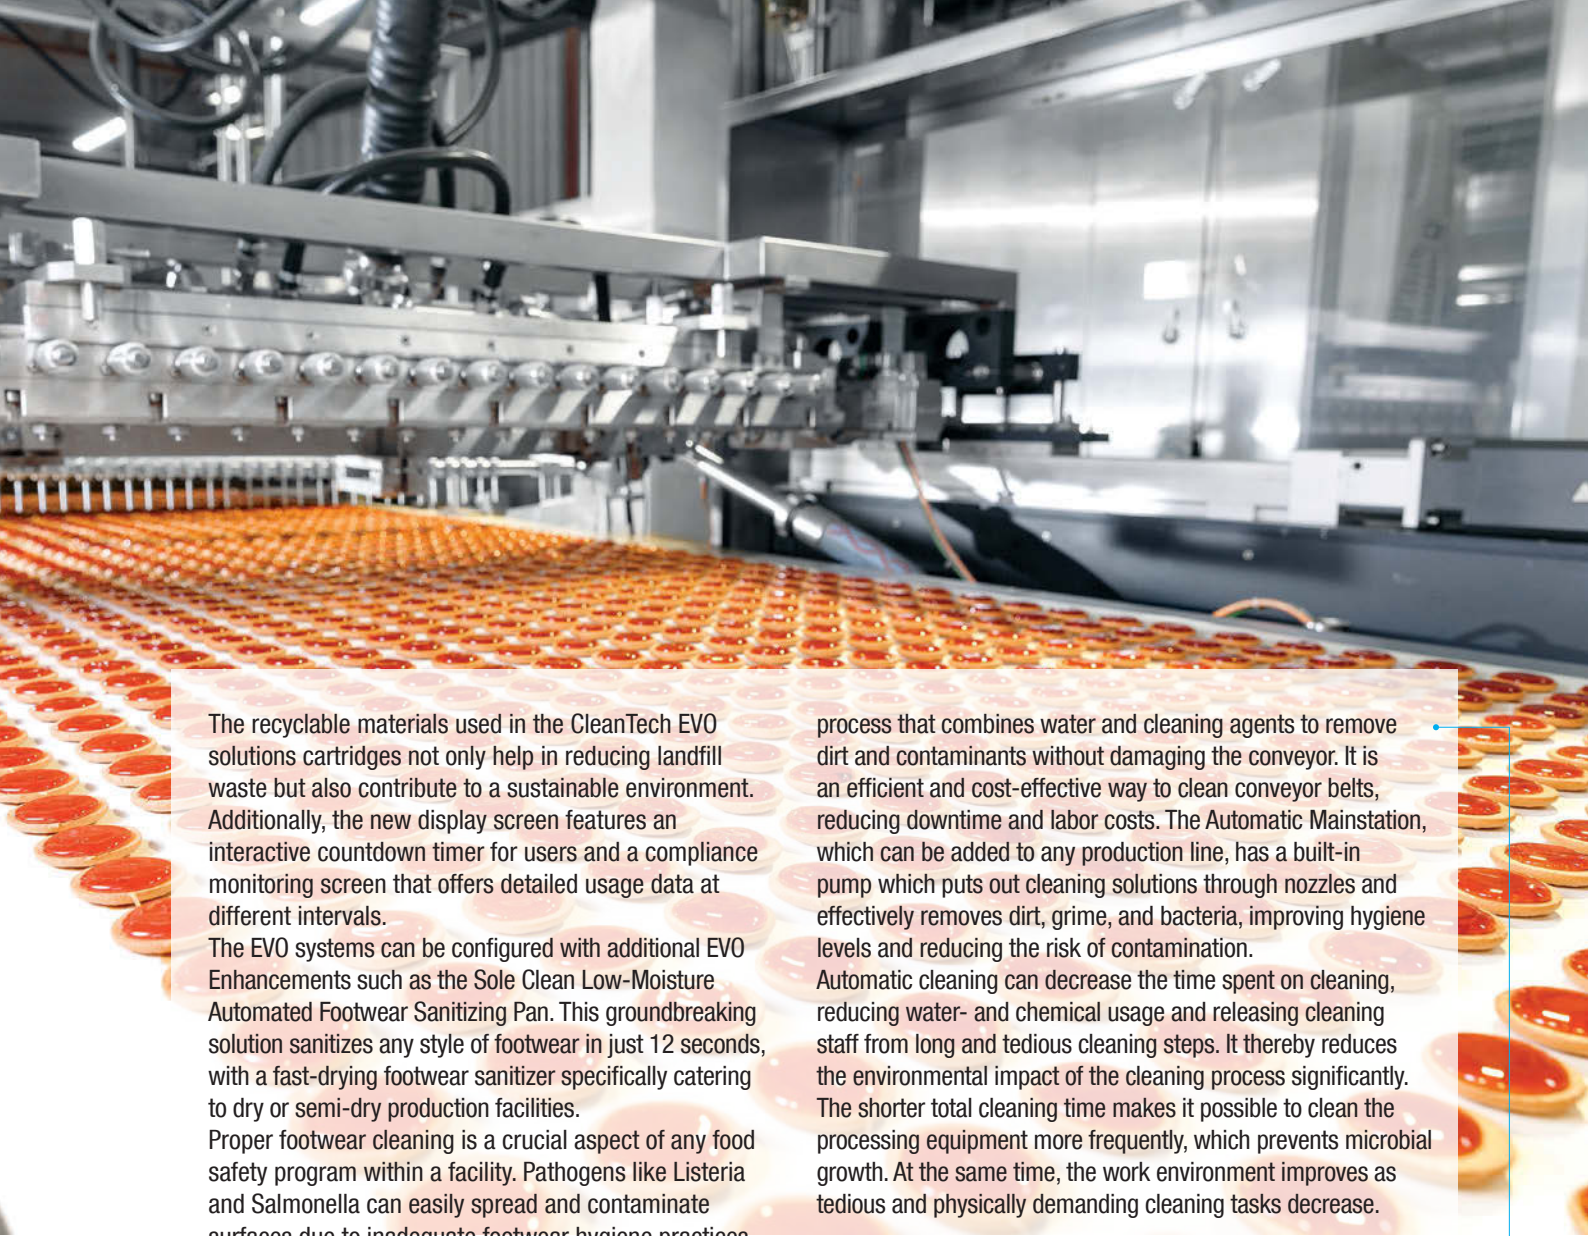 The recyclable materials used in the CleanTech EVO
solutions cartridges not only help in reducing landfill
waste but also contribute to a sustainable environment.
Additionally, the new display screen features an
interactive countdown timer for users and a compliance
monitoring screen that offers detailed usage data at
different intervals.
The EVO systems can be configured with additional EVO
Enhancements such as the Sole Clean Low-Moisture
Automated Footwear Sanitizing Pan. This groundbreaking
solution sanitizes any style of footwear in just 12 seconds,
with a fast-drying footwear sanitizer specifically catering
to dry or semi-dry production facilities.
Proper footwear cleaning is a crucial aspect of any food
safety program within a facility. Pathogens like Listeria
and Salmonella can easily spread and contaminate
surfaces due to inadequate footwear hygiene practices
process that combines water and cleaning agents to remove
dirt and contaminants without damaging the conveyor. It is
an efficient and cost-effective way to clean conveyor belts,
reducing downtime and labor costs. The Automatic Mainstation,
which can be added to any production line, has a built-in
pump which puts out cleaning solutions through nozzles and
effectively removes dirt, grime, and bacteria, improving hygiene
levels and reducing the risk of contamination.
Automatic cleaning can decrease the time spent on cleaning,
reducing water- and chemical usage and releasing cleaning
staff from long and tedious cleaning steps. It thereby reduces
the environmental impact of the cleaning process significantly.
The shorter total cleaning time makes it possible to clean the
processing equipment more frequently, which prevents microbial
growth. At the same time, the work environment improves as
tedious and physically demanding cleaning tasks decrease.